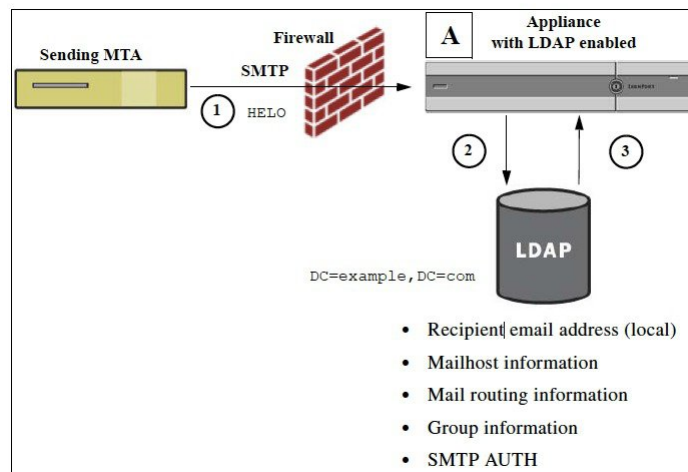 Appliance
with LDAP enabled
A
Firewall
Sending MTA
SMTP
1
HELO
IRONPORT
2
3
LDAP
DC=example,DC=com
• Recipient email address (local)
• Mailhost information
• Mail routing information
• Group information
• SMTP AUTH